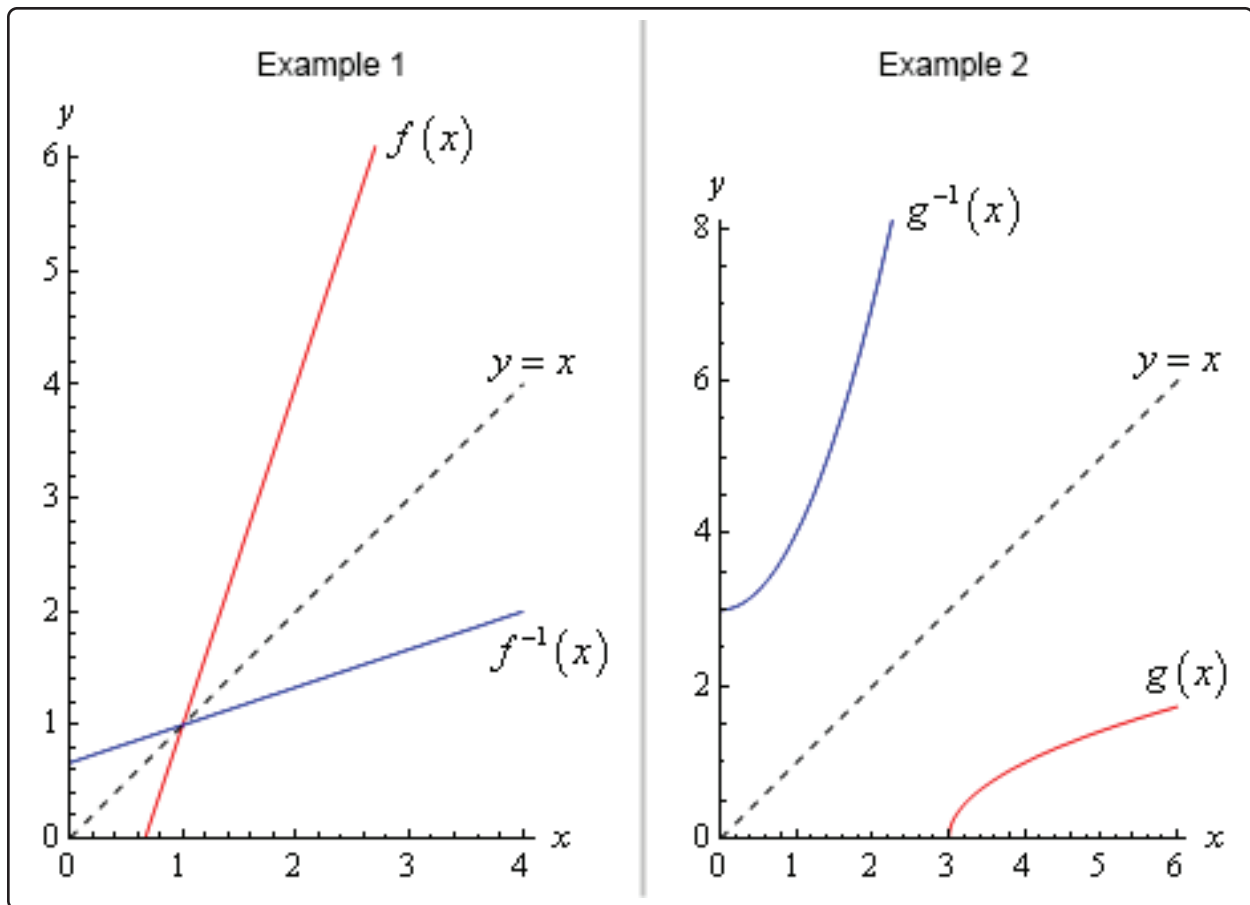 Example 1
y
f(x)
6
5
y = x
4
3
2
f⁻¹(x)
1
0
0 1 2 3 4 x
Example 2
y
g⁻¹(x)
8
y = x
6
4
2
g(x)
0
0 1 2 3 4 5 6 x